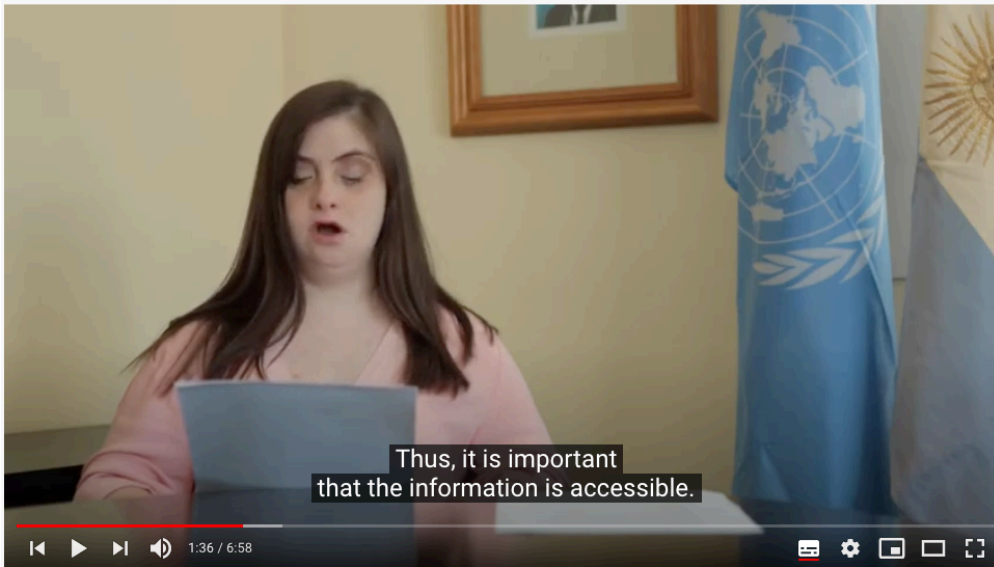 Thus, it is important
that the information is accessible.
1:36 / 6:58